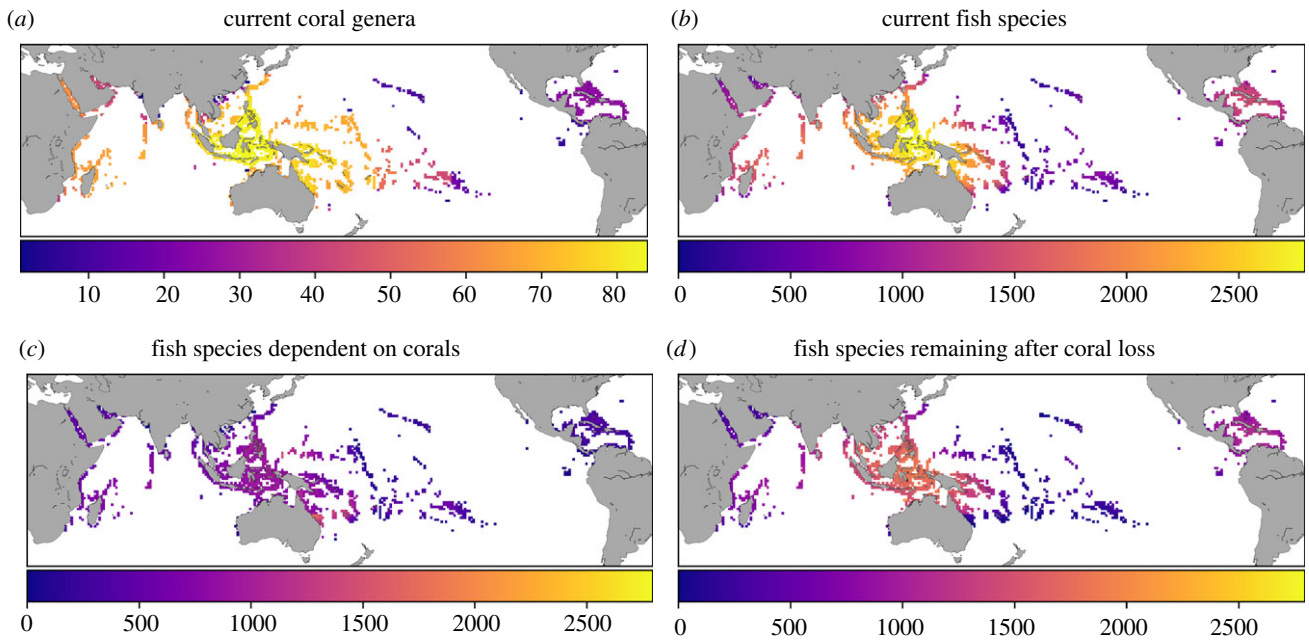 (a) current coral genera
(b) current fish species
10 20 30 40 50 60 70 80
0 500 1000 1500 2000 2500
(c) fish species dependent on corals
(d) fish species remaining after coral loss
0 500 1000 1500 2000 2500
0 500 1000 1500 2000 2500